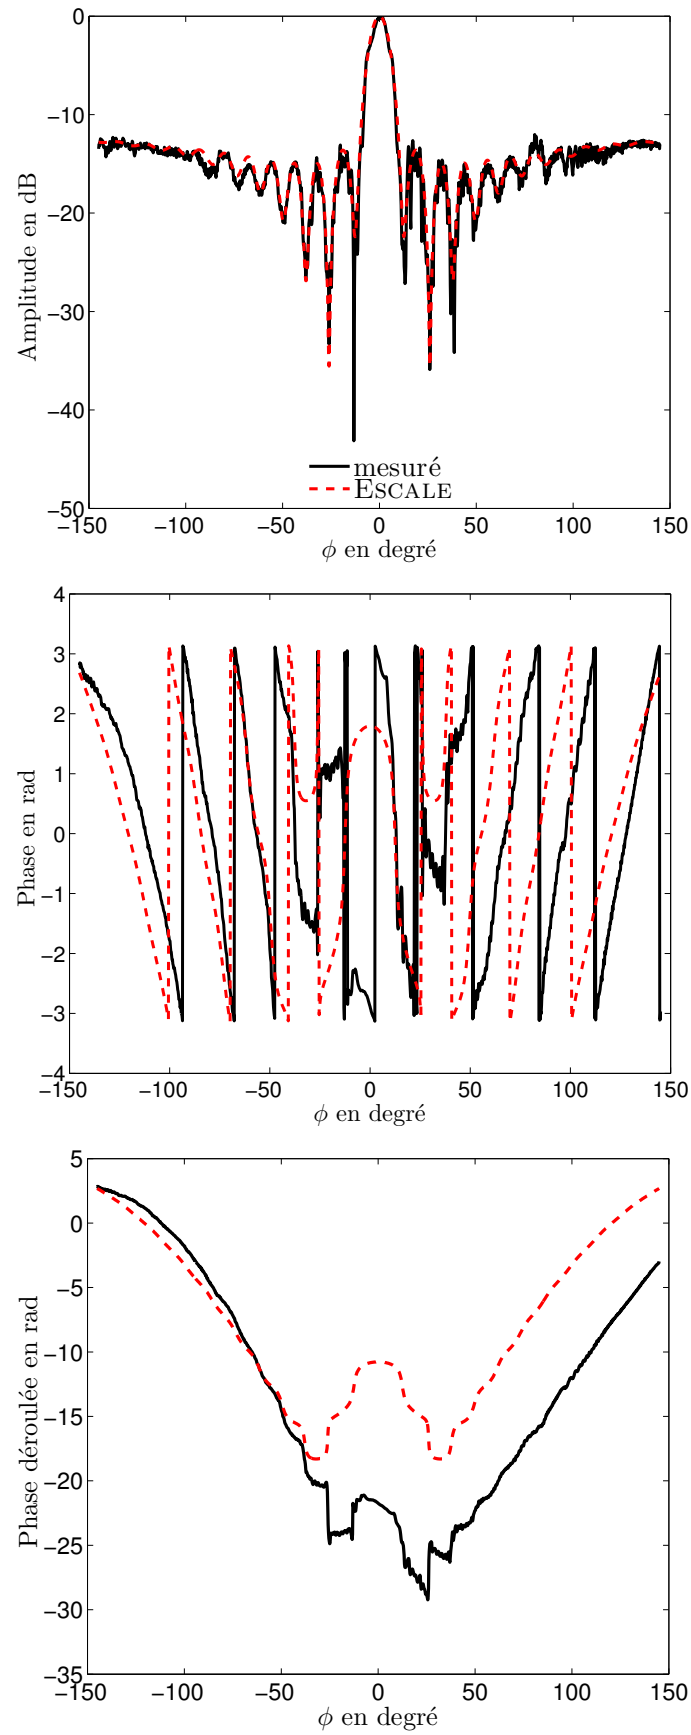 0
−10
−20
−30
−40
−50
Amplitude en dB
mesuré
ESCALE
−150 −100 −50 0 50 100 150
ϕ en degré
4
3
2
1
0
−1
−2
−3
−4
Phase en rad
−150 −100 −50 0 50 100 150
ϕ en degré
5
0
−5
−10
−15
−20
−25
−30
−35
Phase déroulée en rad
−150 −100 −50 0 50 100 150
ϕ en degré